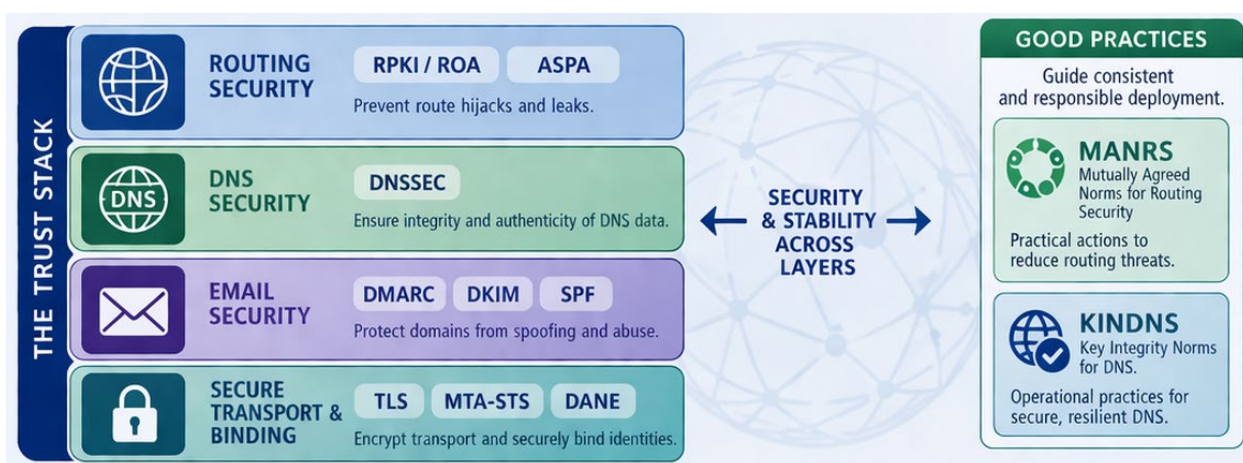 THE TRUST STACK
ROUTING
SECURITY
RPKI / ROA
ASPA
Prevent route hijacks and leaks.
DNS
DNS
SECURITY
DNSSEC
Ensure integrity and authenticity of DNS data.
EMAIL
SECURITY
DMARC
DKIM
SPF
Protect domains from spoofing and abuse.
SECURE
TRANSPORT &
BINDING
TLS
MTA-STS
DANE
Encrypt transport and securely bind identities.
SECURITY
& STABILITY
ACROSS
LAYERS
GOOD PRACTICES
Guide consistent
and responsible deployment.
MANRS
Mutually Agreed
Norms for Routing
Security
Practical actions to
reduce routing threats.
KINDNS
Key Integrity Norms
for DNS.
Operational practices for
secure, resilient DNS.